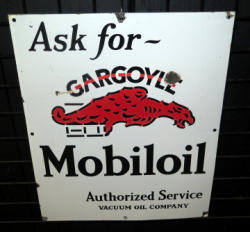 Ask for~
GARGOYLE
Mobiloil
Authorized Service
VACUUM OIL COMPANY